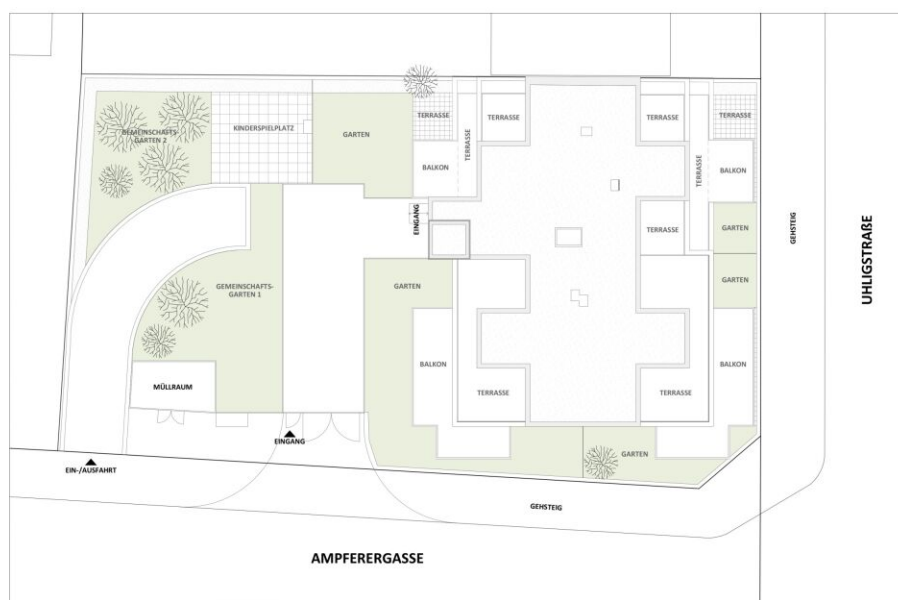 GEMEINSCHAFTS
GARTEN 2
KINDERSPIELPLATZ
GARTEN
TERRASSE
TERRASSE
TERRASSE
BALKON
EINGANG
TERRASSE
TERRASSE
TERRASSE
BALKON
TERRASSE
GARTEN
GARTEN
GEMEINSCHAFTS-
GARTEN 1
GARTEN
BALKON
TERRASSE
TERRASSE
BALKON
MÜLLRAUM
EINGANG
GARTEN
EIN-/AUSFAHRT
GEHSTEIG
GEHSTEIG
UHLIGSTRAßE
AMPFERERGASSE